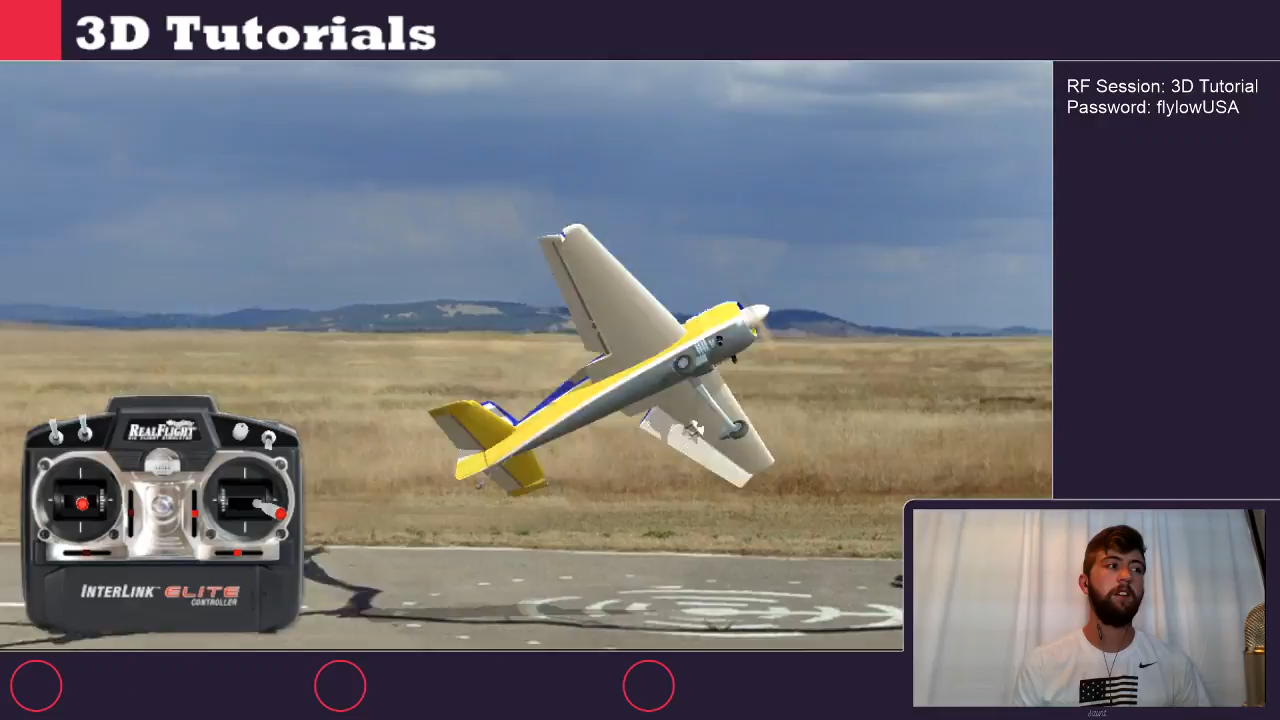 3D Tutorials
RF Session: 3D Tutorial
Password: flylowUSA
REALFLIGHT
INTERLINK ELITE
CONTROLLER